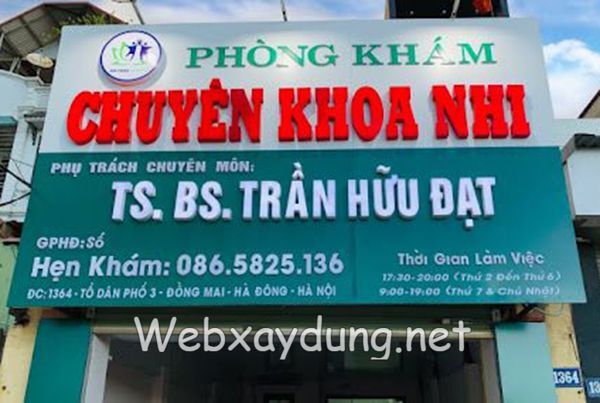 PHÒNG KHÁM
CHUYÊN KHOA NHI
PHỤ TRÁCH CHUYÊN MÔN:
TS. BS. TRẦN HỮU ĐẠT
GPHĐ: SỐ
Hẹn Khám: 086.5825.136
ĐC: 1364 - TỔ DÂN PHỐ 3 - ĐỒNG MAI - HÀ ĐÔNG - HÀ NỘI
Thời Gian Làm Việc
17:30-20:00 (Thứ 2 Đến Thứ 6)
9:00-19:00 (Thứ 7 & Chủ Nhật)
Webxaydung.net
1364